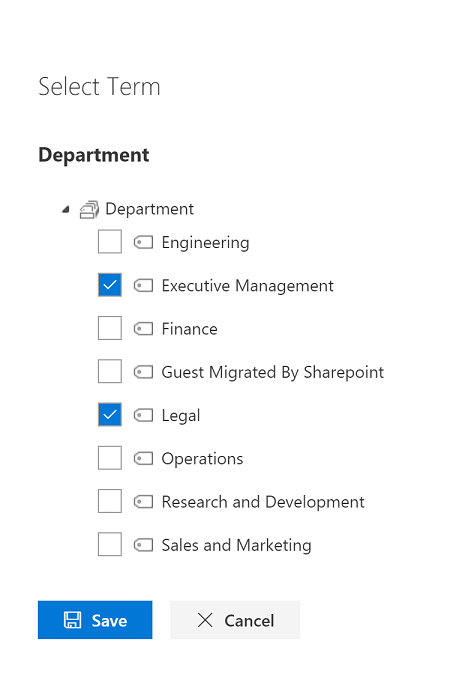 Select Term
Department
Department
Engineering
Executive Management
Finance
Guest Migrated By Sharepoint
Legal
Operations
Research and Development
Sales and Marketing
Save Cancel